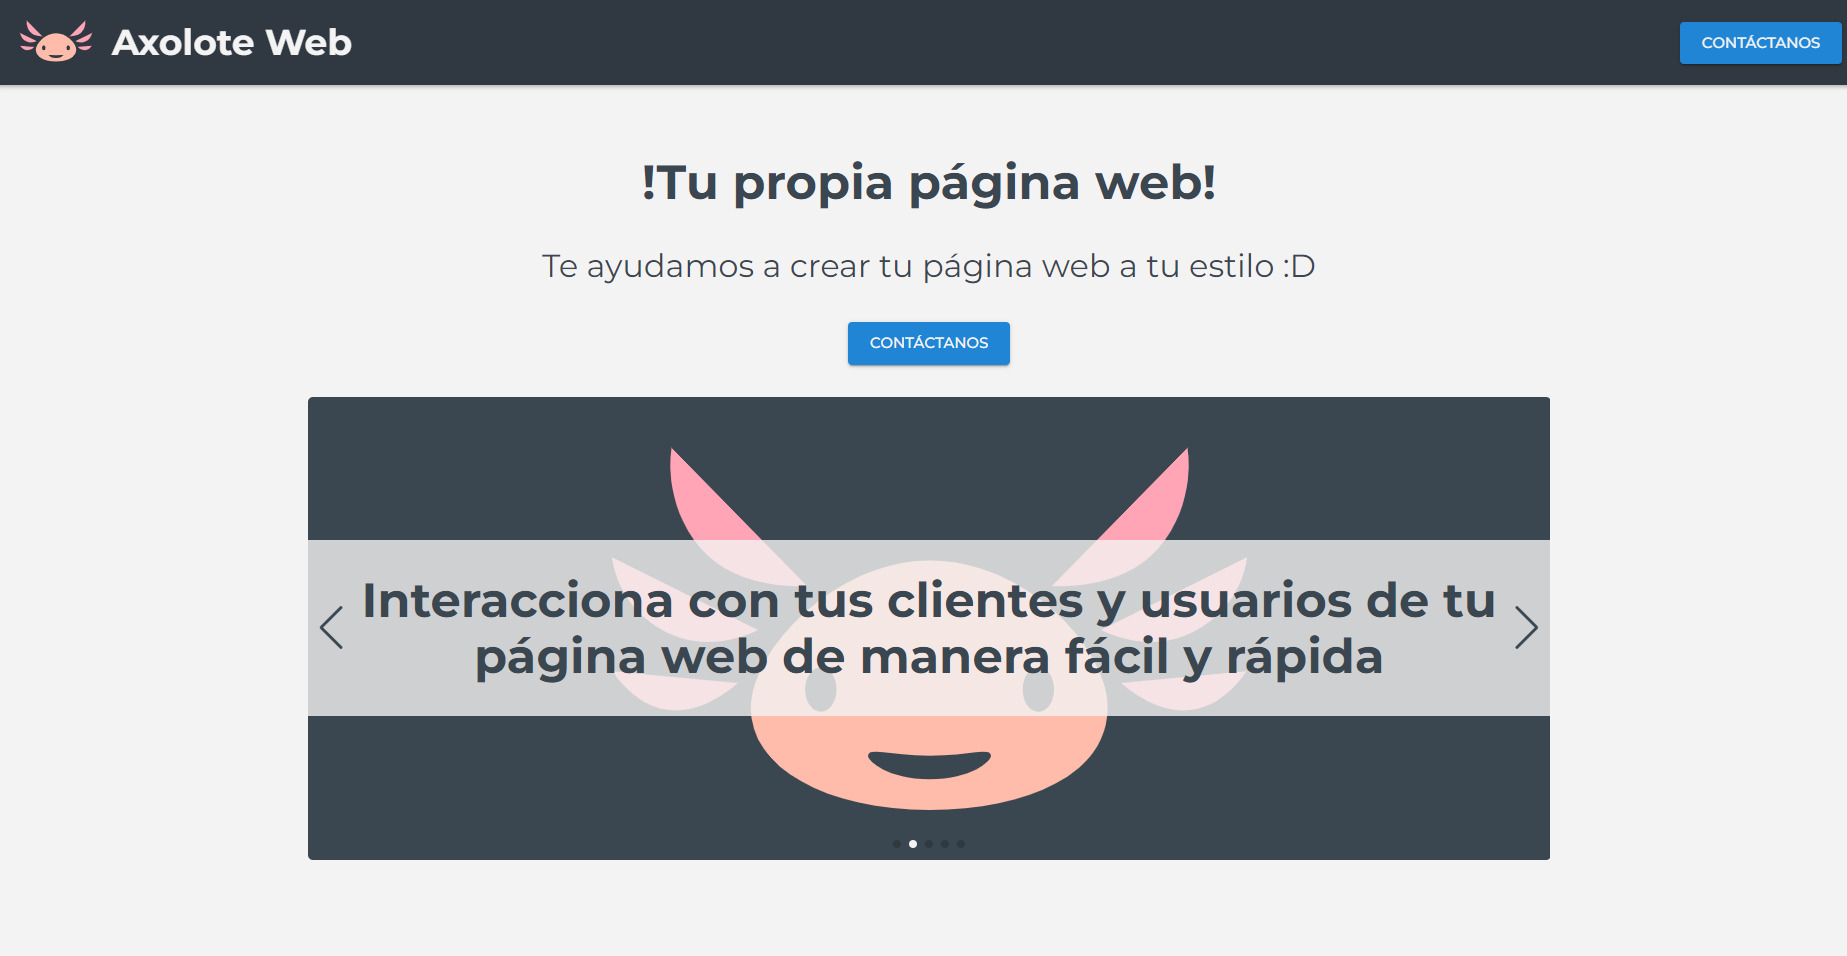 Axolote Web
CONTÁCTANOS
!Tu propia página web!
Te ayudamos a crear tu página web a tu estilo :D
CONTÁCTANOS
Interacciona con tus clientes y usuarios de tu
página web de manera fácil y rápida